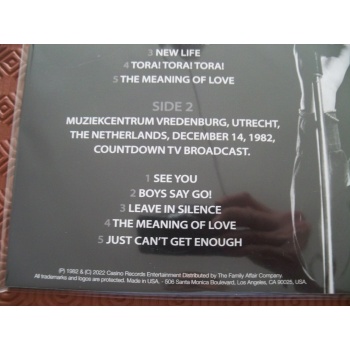 3 NEW LIFE
4 TORA! TORA! TORA!
5 THE MEANING OF LOVE
SIDE 2
MUZIEKCENTRUM VREDENBURG, UTRECHT,
THE NETHERLANDS, DECEMBER 14, 1982,
COUNTDOWN TV BROADCAST.
1 SEE YOU
2 BOYS SAY GO!
3 LEAVE IN SILENCE
4 THE MEANING OF LOVE
5 JUST CAN'T GET ENOUGH
(P) 1982 & (C) 2022 Casino Records Entertainment Distributed by The Family Affair Company.
All trademarks and logos are protected. Made in USA. - 506 Santa Monica Boulevard, Los Angeles, CA 90025, USA.